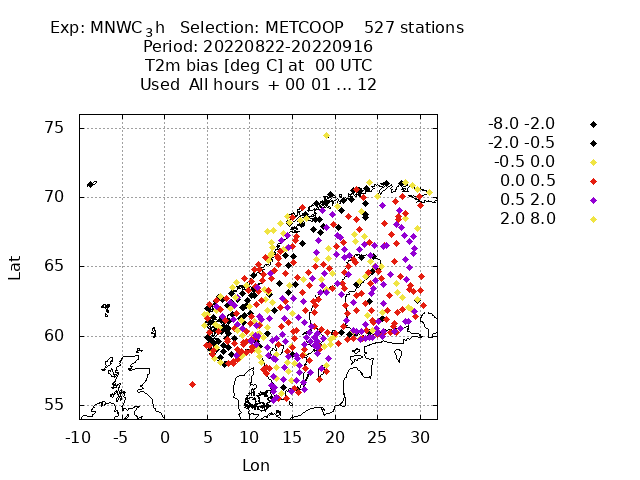 Exp: MNWC_3h Selection: METCOOP 527 stations
Period: 20220822-20220916
T2m bias [deg C] at 00 UTC
Used All hours + 00 01 ... 12
-8.0 -2.0
-2.0 -0.5
-0.5 0.0
0.0 0.5
0.5 2.0
2.0 8.0
75
70
65
60
55
Lat
-10 -5 0 5 10 15 20 25 30
Lon